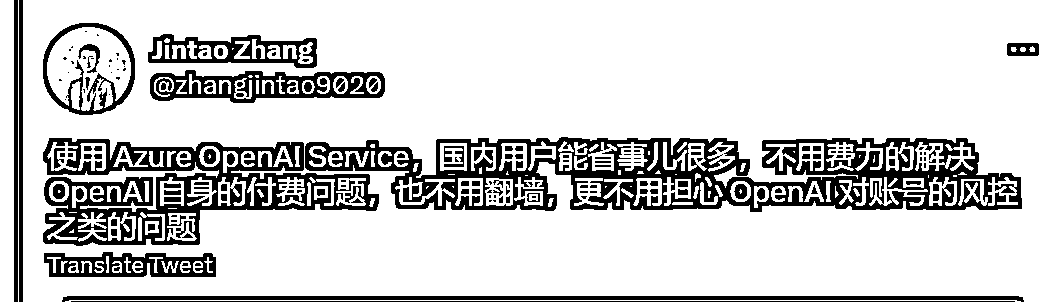 Jintao Zhang
@zhangjintao9020
使用 Azure OpenAI Service，国内用户能省事儿很多，不用费力的解决
OpenAI 自身的付费问题，也不用翻墙，更不用担心 OpenAI 对账号的风控
之类的问题
Translate Tweet